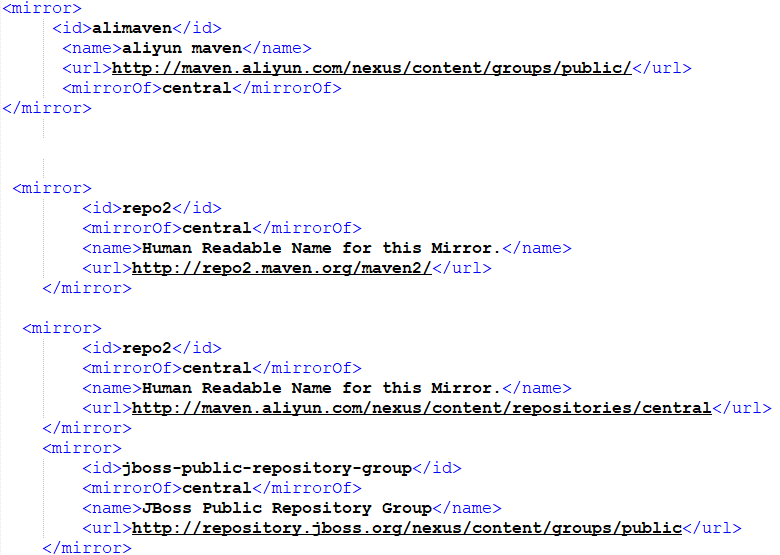 <mirror>
<id>alimaven</id>
<name>aliyun maven</name>
<url>http://maven.aliyun.com/nexus/content/groups/public/</url>
<mirrorOf>central</mirrorOf>
</mirror>
<mirror>
<id>repo2</id>
<mirrorOf>central</mirrorOf>
<name>Human Readable Name for this Mirror.</name>
<url>http://repo2.maven.org/maven2/</url>
</mirror>
<mirror>
<id>repo2</id>
<mirrorOf>central</mirrorOf>
<name>Human Readable Name for this Mirror.</name>
<url>http://maven.aliyun.com/nexus/content/repositories/central</url>
</mirror>
<mirror>
<id>jboss-public-repository-group</id>
<mirrorOf>central</mirrorOf>
<name>JBoss Public Repository Group</name>
<url>http://repository.jboss.org/nexus/content/groups/public</url>
</mirror>